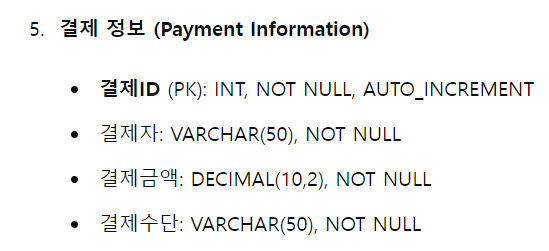 5. 결제 정보 (Payment Information)
• 결제ID (PK): INT, NOT NULL, AUTO_INCREMENT
• 결제자: VARCHAR(50), NOT NULL
• 결제금액: DECIMAL(10,2), NOT NULL
• 결제수단: VARCHAR(50), NOT NULL